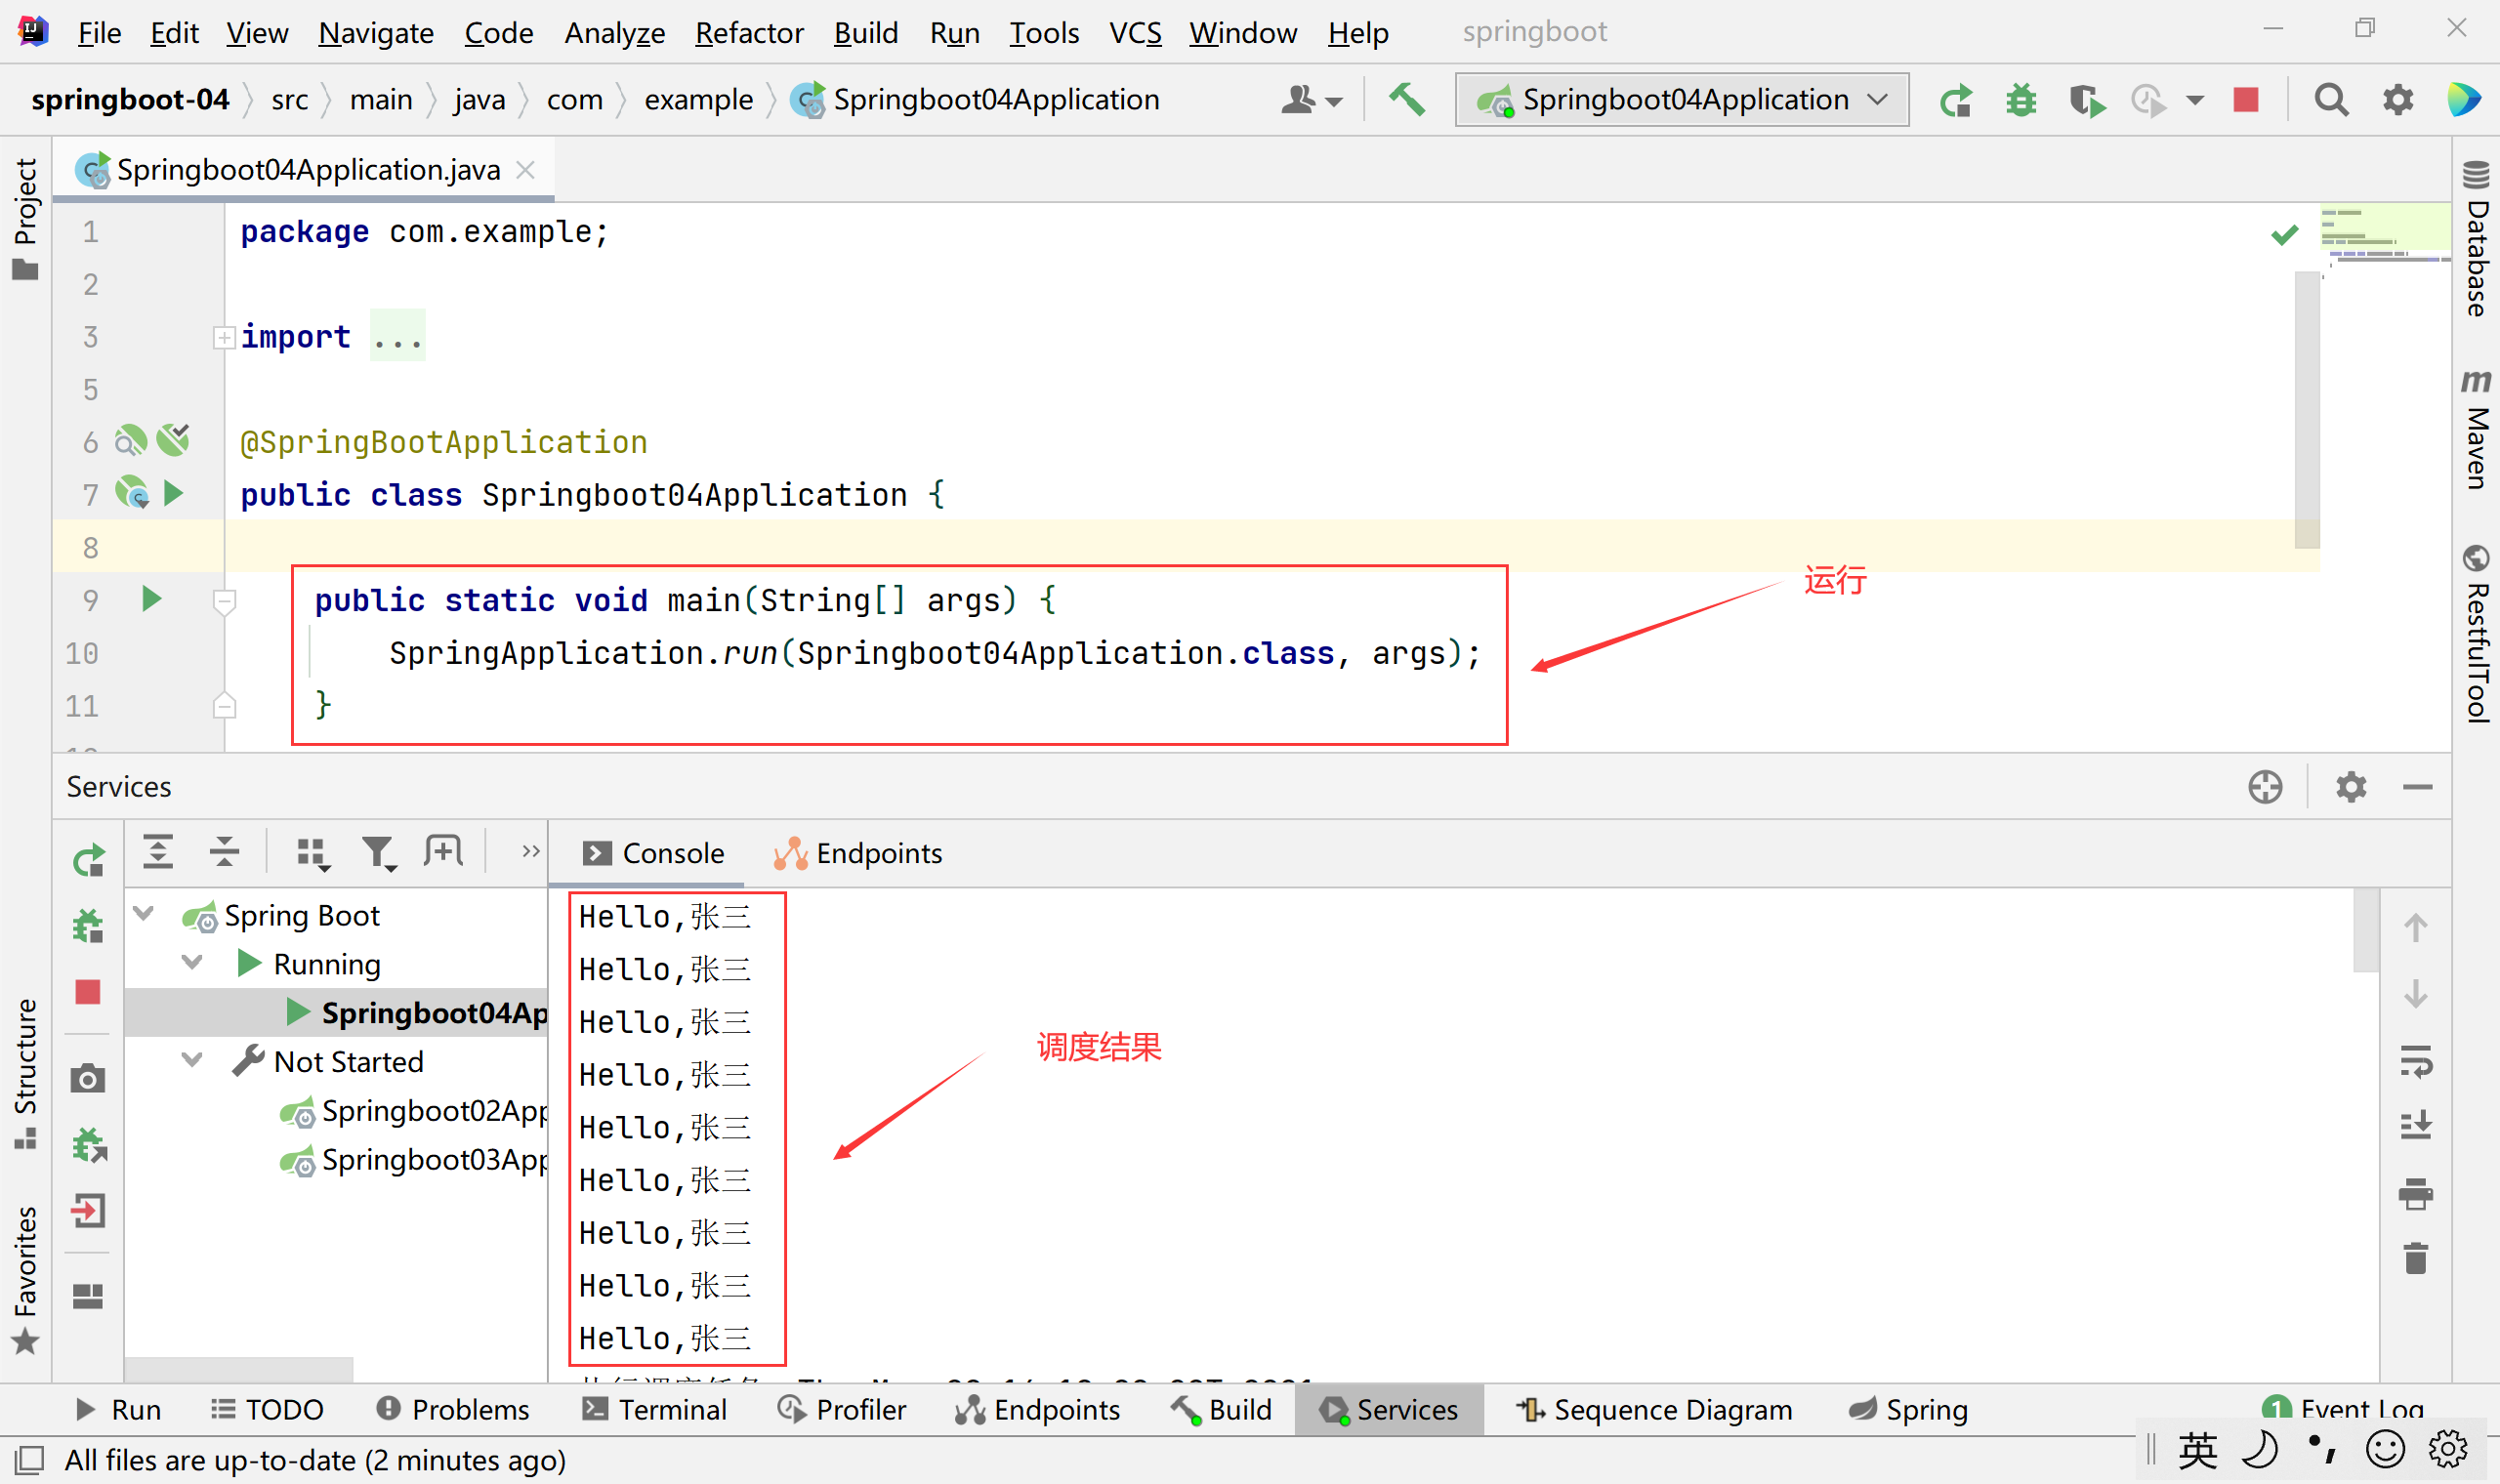 File Edit View Navigate Code Analyze Refactor Build Run Tools VCS Window Help springboot
springboot-04 src main java com example Springboot04Application Springboot04Application
Project
Springboot04Application.java
1 package com.example;
2
3 import ...
5
6 @SpringBootApplication
7 public class Springboot04Application {
8
9 public static void main(String[] args) {
10 SpringApplication.run(Springboot04Application.class, args);
11 }
运行
Database
Maven
RestfulTool
Services
Console Endpoints
Spring Boot
Running
Springboot04Ap
Not Started
Springboot02App
Springboot03App
Structure
Favorites
Hello,张三
Hello,张三
Hello,张三
Hello,张三
Hello,张三
Hello,张三
Hello,张三
Hello,张三
Hello,张三
调度结果
Run TODO Problems Terminal Profiler Endpoints Build Services Sequence Diagram Spring 1 Event Log
All files are up-to-date (2 minutes ago)
英